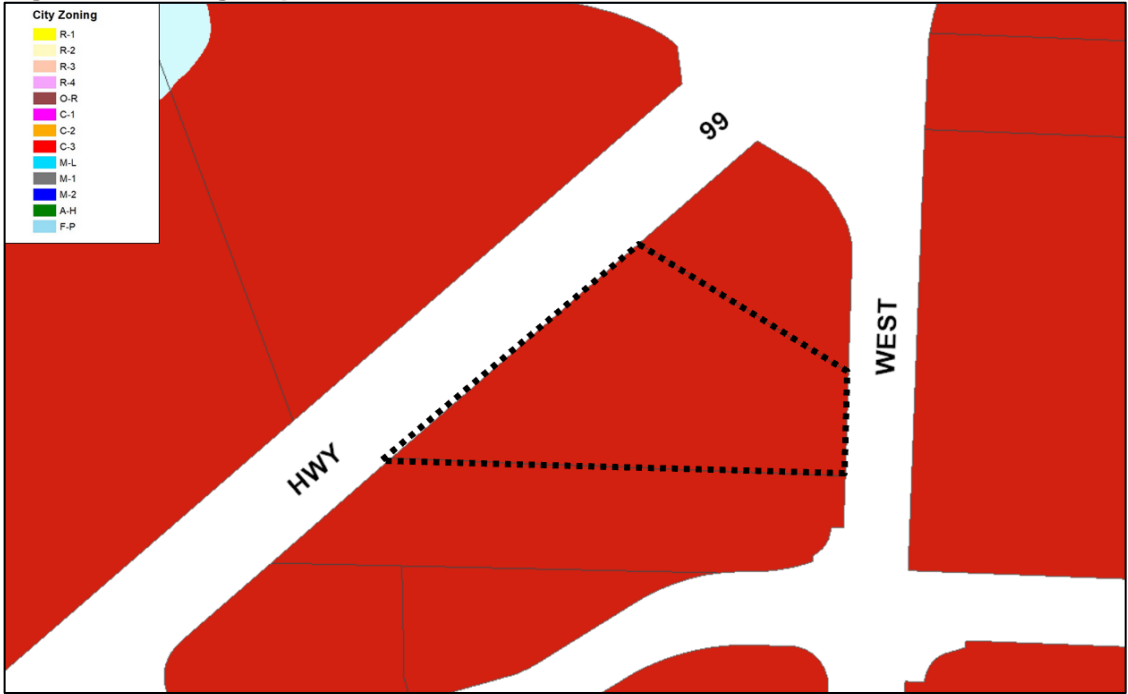 City Zoning
R-1
R-2
R-3
R-4
O-R
C-1
C-2
C-3
M-L
M-1
M-2
A-H
F-P
99
WEST
HWY